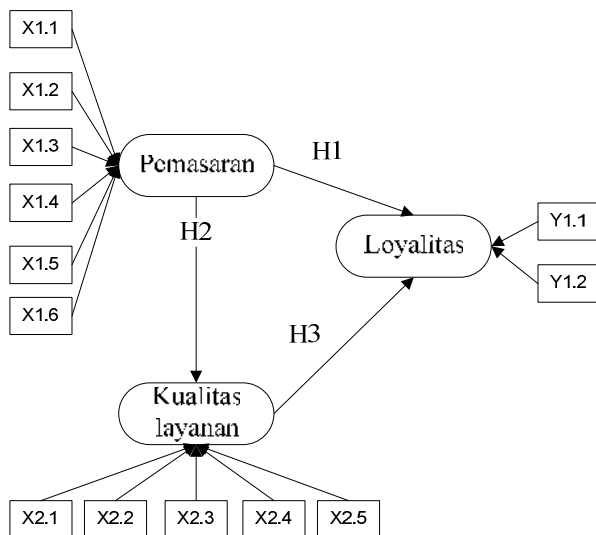 X1.1
X1.2
X1.3
X1.4
X1.5
X1.6
Pemasaran
H1
H2
Loyalitas
Y1.1
Y1.2
H3
Kualitas
layanan
X2.1
X2.2
X2.3
X2.4
X2.5